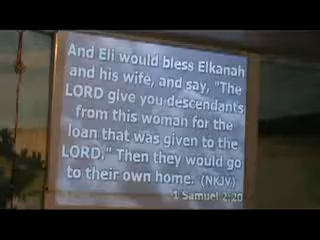 And Eli would bless Elkanah
and his wife, and say, "The
LORD give you descendants
from this woman for the
loan that was given to the
LORD." Then they would go
to their own home. (NKJV)
1 Samuel 2:20